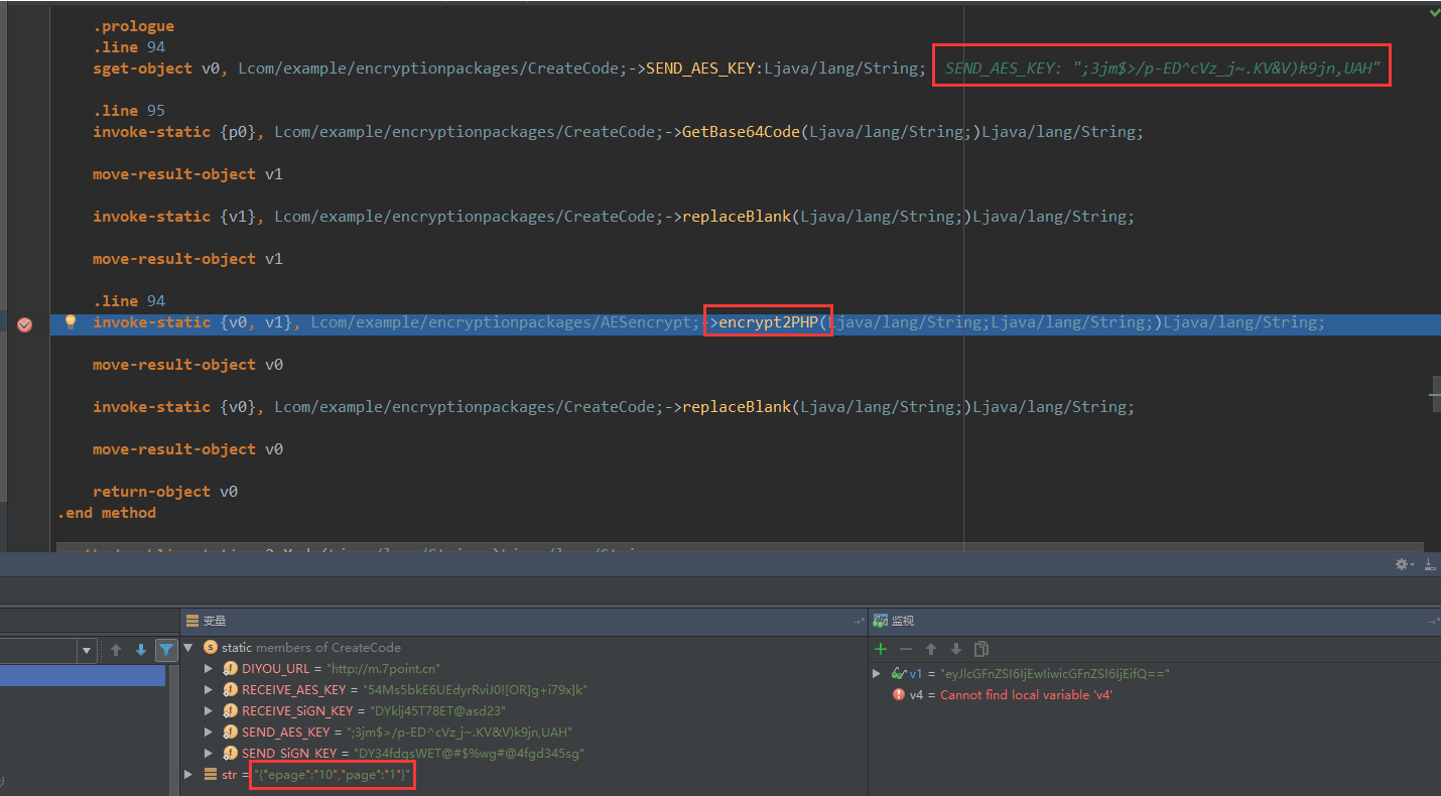 .prologue
.line 94
sget-object v0, Lcom/example/encryptionpackages/CreateCode;->SEND_AES_KEY:Ljava/lang/String; SEND_AES_KEY: ";3jm$>/p-ED^cVz_j~.KV&V)k9jn,UAH"
.line 95
invoke-static {p0}, Lcom/example/encryptionpackages/CreateCode;->GetBase64Code(Ljava/lang/String;)Ljava/lang/String;
move-result-object v1
invoke-static {v1}, Lcom/example/encryptionpackages/CreateCode;->replaceBlank(Ljava/lang/String;)Ljava/lang/String;
move-result-object v1
.line 94
invoke-static {v0, v1}, Lcom/example/encryptionpackages/AESencrypt;->encrypt2PHP(Ljava/lang/String;Ljava/lang/String;)Ljava/lang/String;
move-result-object v0
invoke-static {v0}, Lcom/example/encryptionpackages/CreateCode;->replaceBlank(Ljava/lang/String;)Ljava/lang/String;
move-result-object v0
return-object v0
.end method
变量
static members of CreateCode
DIYOU_URL = "http://m.7point.cn"
RECEIVE_AES_KEY = "54Ms5bkE6UEdyrRviJ0![OR]g+i79x]k"
RECEIVE_SiGN_KEY = "DYklj45T78ET@asd23"
SEND_AES_KEY = ";3jm$>/p-ED^cVz_j~.KV&V)k9jn,UAH"
SEND_SiGN_KEY = "DY34fdgsWET@#$%wg#@4fgd345sg"
str = "{"epage":"10","page":"1"}"
监视
v1 = "eyJlcGFnZSI6IjEwIiwicGFnZSI6IjEifQ=="
v4 = Cannot find local variable 'v4'